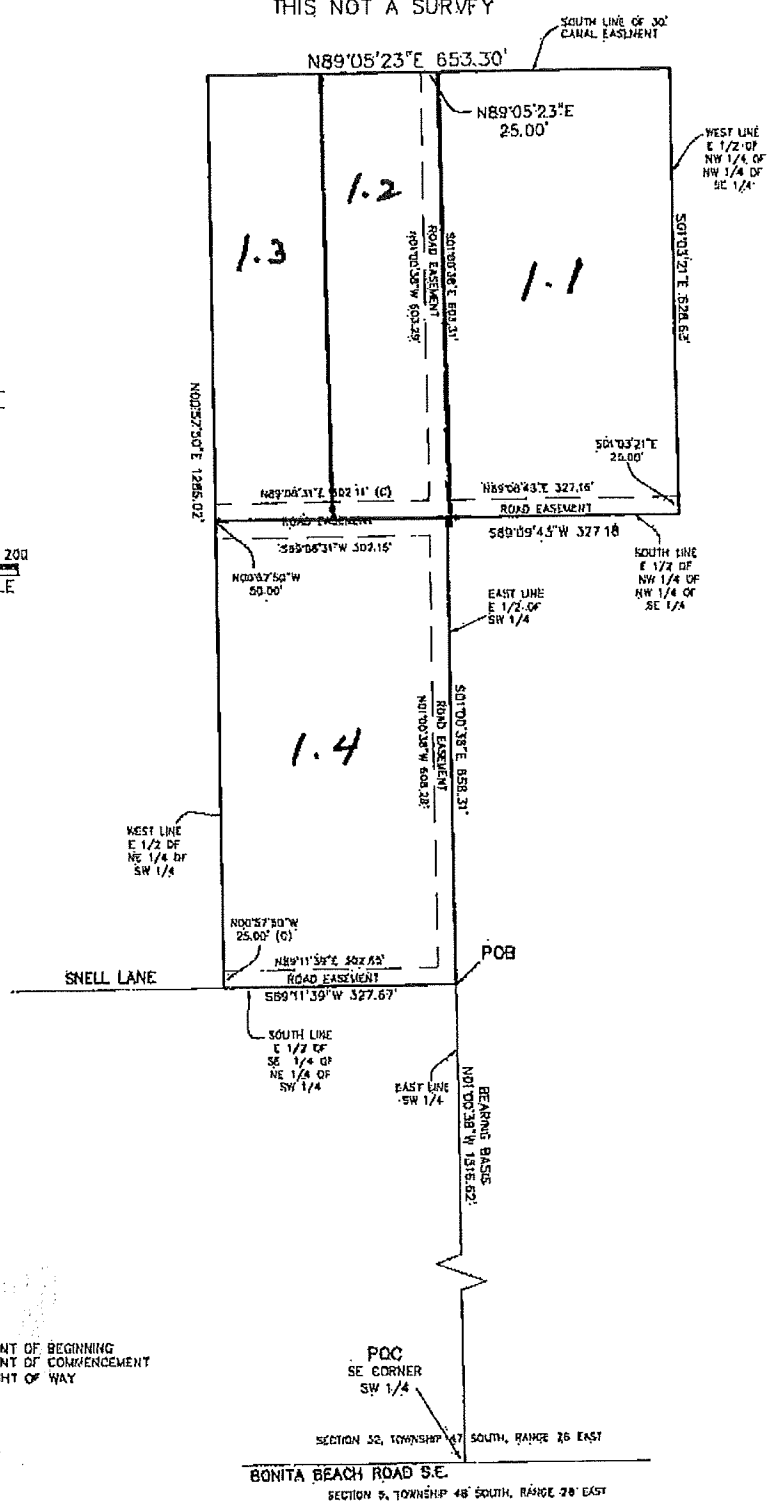 THIS NOT A SURVEY
SOUTH LINE OF 30'
CANAL EASEMENT
N89°05'23"E 653.30'
N89°05'23"E
25.00'
WEST LINE
E 1/2 OF
NW 1/4 OF
NW 1/4 OF
SE 1/4
1.2
1.3
1.1
ROAD EASEMENT
N01°00'38"W 603.29'
S01°00'38"E 603.31'
S01°03'21"E 628.63'
N00°57'50"E 1285.02'
S01°03'21"E
25.00'
N89°06'31"E 302.11' (C)
ROAD EASEMENT
S89°06'31"W 302.15'
N89°09'43"E 327.16'
ROAD EASEMENT
S89°09'43"W 327.18'
200
N00°57'50"W
50.00'
SOUTH LINE
E 1/2 OF
NW 1/4 OF
NW 1/4 OF
SE 1/4
EAST LINE
E 1/2 OF
SW 1/4
1.4
ROAD EASEMENT
N01°00'38"W 608.28'
S01°00'38"E 658.31'
WEST LINE
E 1/2 OF
NE 1/4 OF
SW 1/4
N00°57'50"W
25.00' (C)
N89°11'39"E 302.65'
ROAD EASEMENT
S89°11'39"W 327.67'
SNELL LANE
POB
SOUTH LINE
E 1/2 OF
SE 1/4 OF
NE 1/4 OF
SW 1/4
EAST LINE
SW 1/4
BEARING BASIS
N01°00'38"W 1316.62'
NT OF BEGINNING
NT OF COMMENCEMENT
HT OF WAY
POC
SE CORNER
SW 1/4
SECTION 32, TOWNSHIP 47 SOUTH, RANGE 26 EAST
BONITA BEACH ROAD S.E.
SECTION 5, TOWNSHIP 48 SOUTH, RANGE 26 EAST